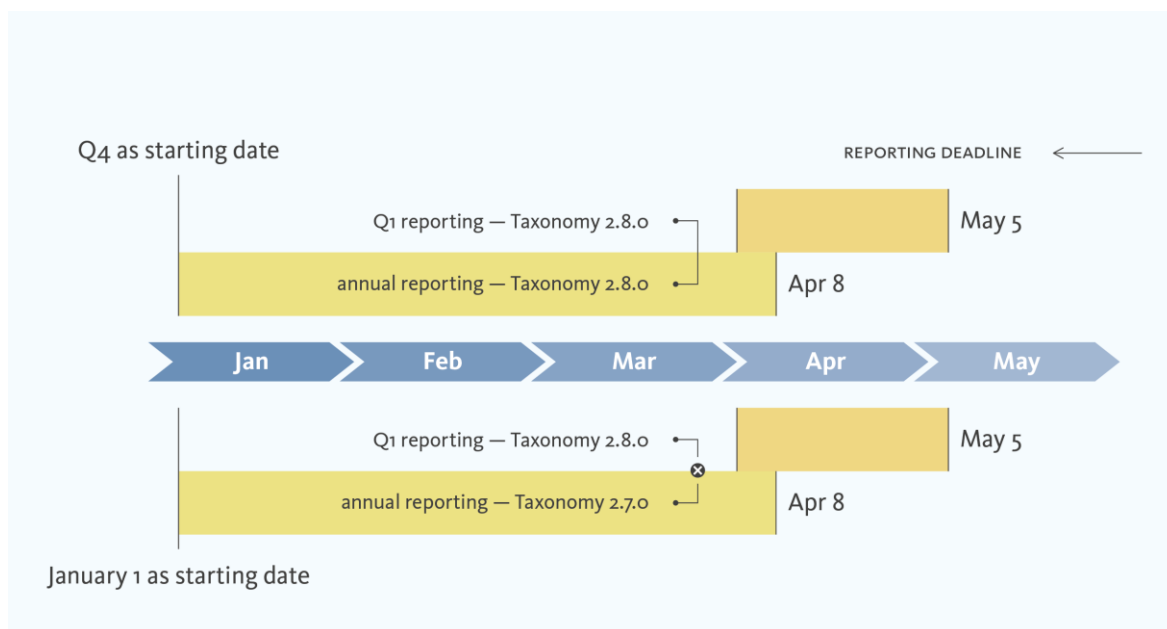 Q4 as starting date
REPORTING DEADLINE
Q1 reporting — Taxonomy 2.8.0
May 5
annual reporting — Taxonomy 2.8.0
Apr 8
Jan
Feb
Mar
Apr
May
Q1 reporting — Taxonomy 2.8.0
May 5
annual reporting — Taxonomy 2.7.0
Apr 8
January 1 as starting date